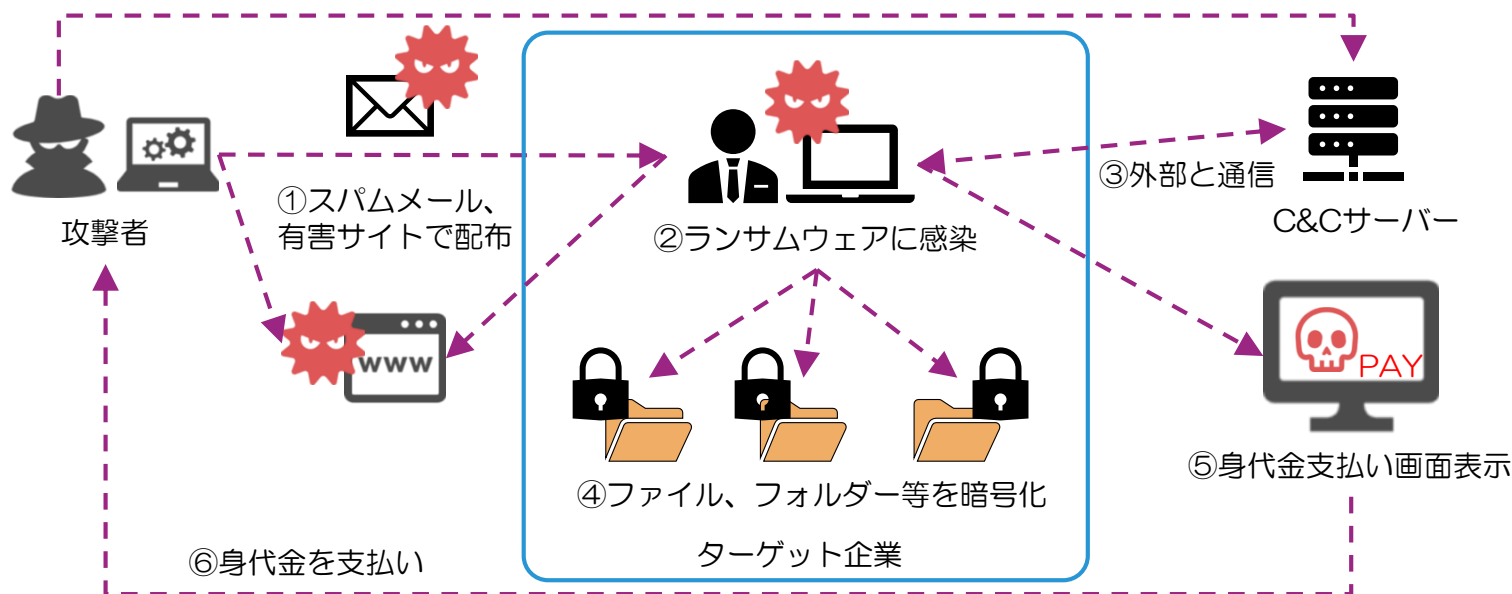 ①スパムメール、
有害サイトで配布
攻撃者
②ランサムウェアに感染
③外部と通信
C&Cサーバー
www
PAY
④ファイル、フォルダー等を暗号化
⑤身代金支払い画面表示
ターゲット企業
⑥身代金を支払い